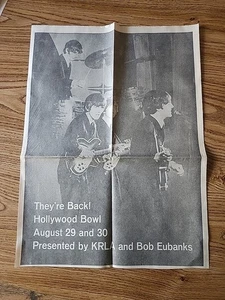 They're Back!
Hollywood Bowl
August 29 and 30
Presented by KRLA and Bob Eubanks